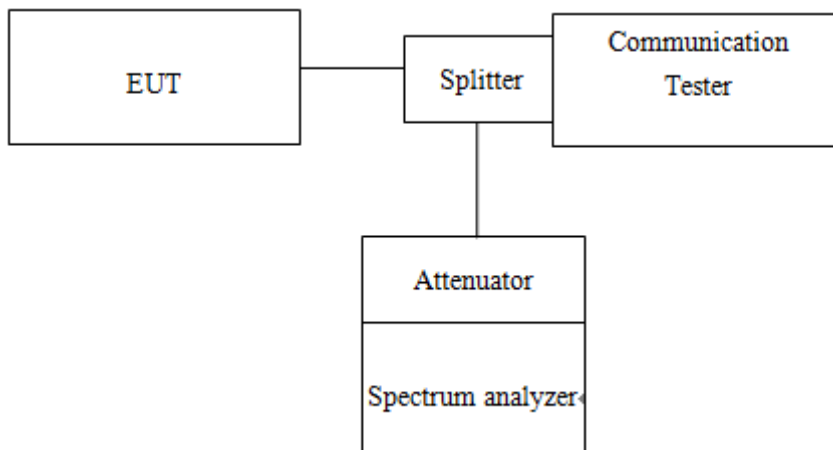 EUT
Splitter
Communication
Tester
Attenuator
Spectrum analyzer